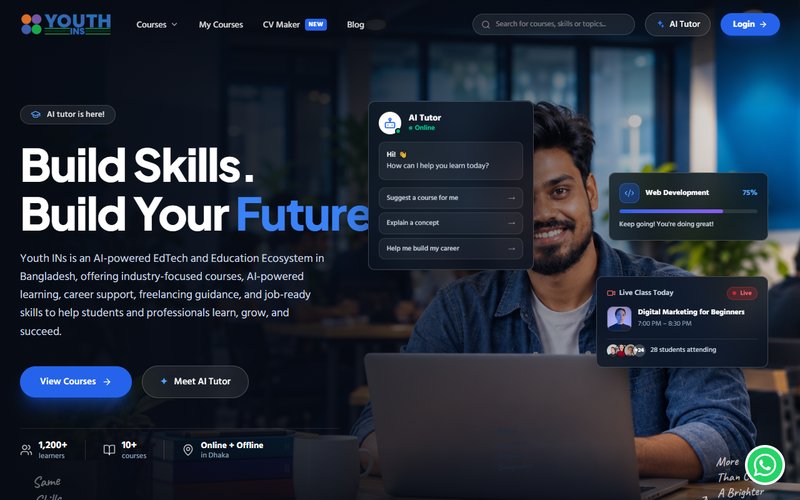 YOUTH
INS
Courses
My Courses
CV Maker
NEW
Blog
Search for courses, skills or topics..
AI Tutor
Login
AI tutor is here!
Build Skills.
Build Your Future
Youth INs is an AI-powered EdTech and Education Ecosystem in
Bangladesh, offering industry-focused courses, AI-powered
learning, career support, freelancing guidance, and job-ready
skills to help students and professionals learn, grow, and
succeed.
View Courses
Meet AI Tutor
1,200+
learners
10+
courses
Online + Offline
in Dhaka
AI Tutor
Online
Hi! 👋
How can I help you learn today?
Suggest a course for me
Explain a concept
Help me build my career
Web Development
75%
Keep going! You're doing great!
Live Class Today
Live
Digital Marketing for Beginners
7:00 PM – 8:30 PM
+24
28 students attending
Same
More
Than
A Brighter